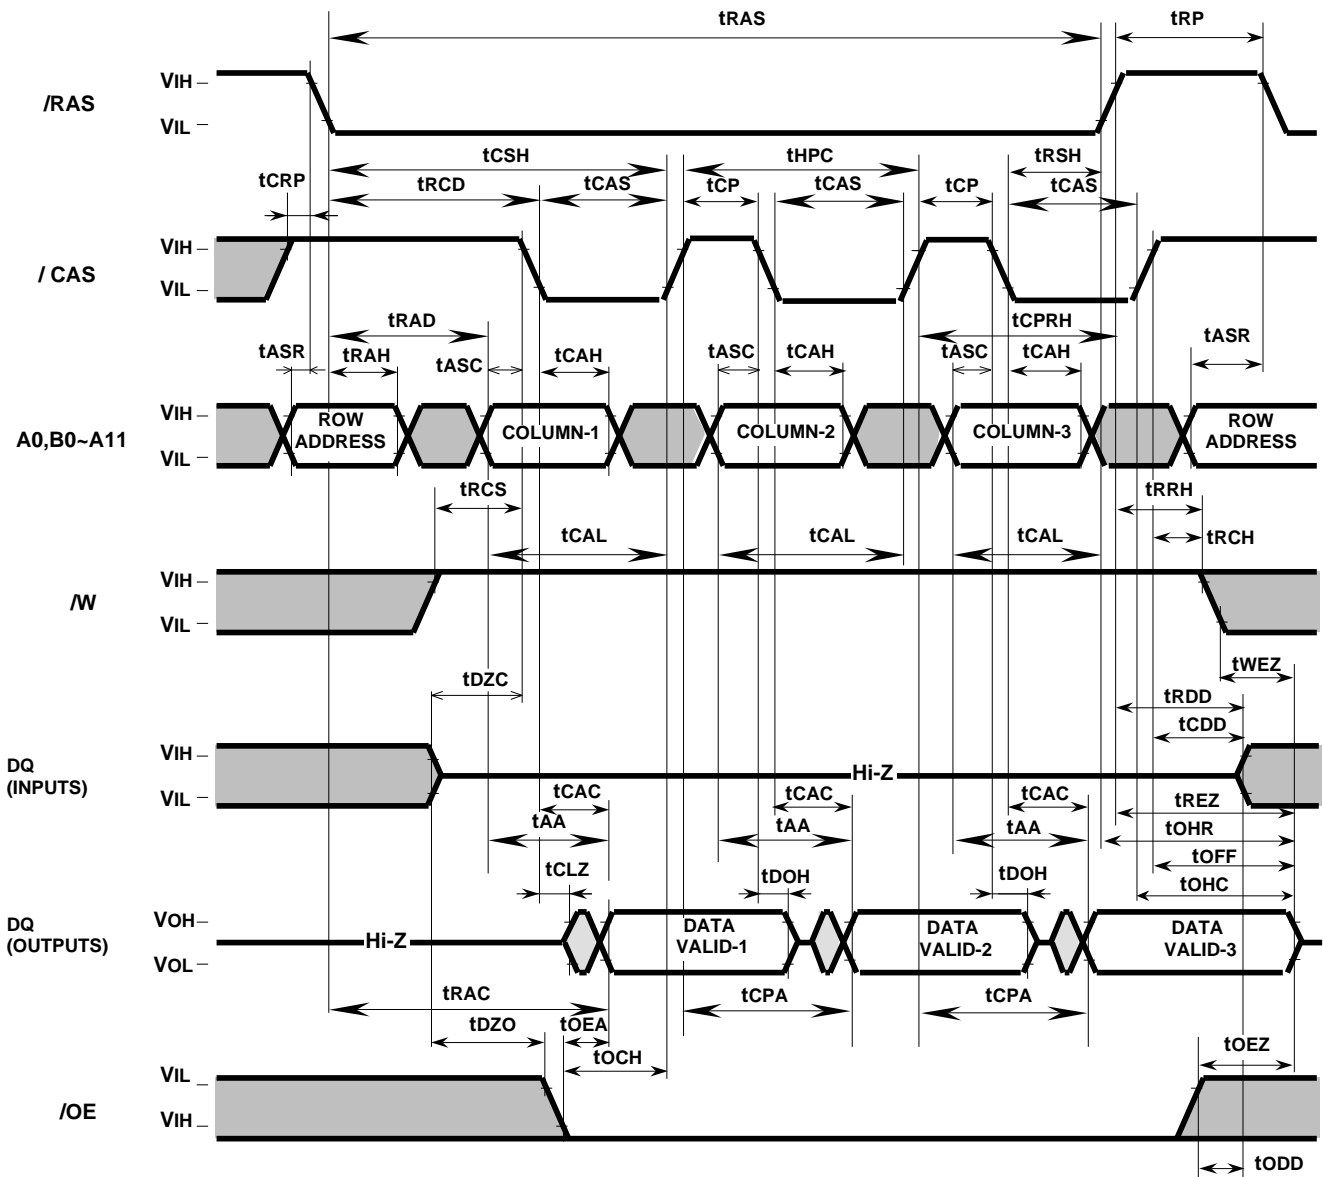 tRAS tRP
VIH
/RAS
VIL
tCSH tHPC tRSH
tCRP tRCD tCAS tCP tCAS tCP tCAS
VIH
/ CAS
VIL
tRAD tCPRH
tASR tRAH tASC tCAH tASC tCAH tASC tCAH tASR
VIH
A0,B0~A11
VIL
ROW
ADDRESS
COLUMN-1
COLUMN-2
COLUMN-3
ROW
ADDRESS
tRCS tRRH
tCAL tCAL tCAL tRCH
VIH
/W
VIL
tWEZ
tDZC tRDD
tCDD
VIH
DQ
(INPUTS)
VIL
Hi-Z
tCAC tCAC tCAC tREZ
tAA tAA tAA tOHR
tCLZ tDOH tDOH tOFF
tOHC
VOH
DQ
(OUTPUTS)
VOL
Hi-Z
DATA
VALID-1
DATA
VALID-2
DATA
VALID-3
tRAC tCPA tCPA
tDZO tOEA
tOCH tOEZ
VIL
/OE
VIH
tODD